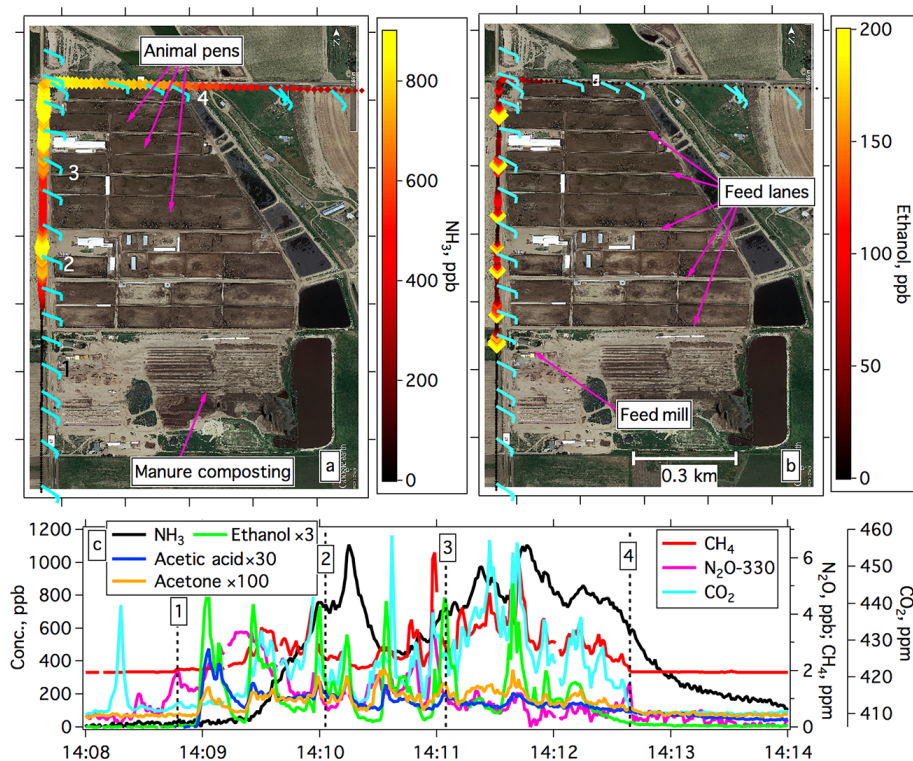 Animal pens
4
3
2
1
Manure composting
a
800
600
400
200
0
NH₃, ppb
Feed lanes
Feed mill
0.3 km
b
200
150
100
50
0
Ethanol, ppb
c
NH₃
Ethanol ×3
Acetic acid×30
Acetone ×100
1
2
3
4
CH₄
N₂O-330
CO₂
1200
1000
800
600
400
200
0
Conc., ppb
6
4
2
0
N₂O, ppb; CH₄, ppm
460
450
440
430
420
410
CO₂, ppm
14:08
14:09
14:10
14:11
14:12
14:13
14:14